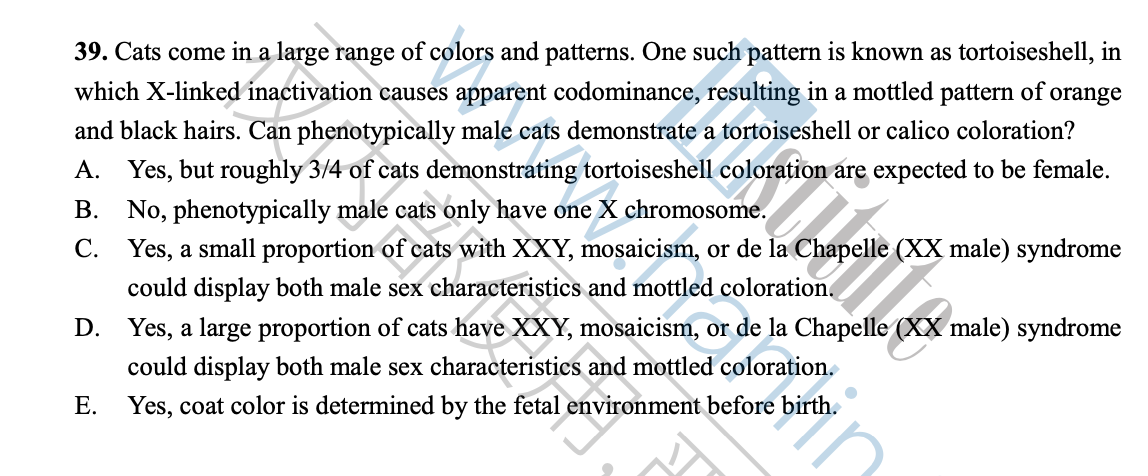 39. Cats come in a large range of colors and patterns. One such pattern is known as tortoiseshell, in
which X-linked inactivation causes apparent codominance, resulting in a mottled pattern of orange
and black hairs. Can phenotypically male cats demonstrate a tortoiseshell or calico coloration?
A. Yes, but roughly 3/4 of cats demonstrating tortoiseshell coloration are expected to be female.
B. No, phenotypically male cats only have one X chromosome.
C. Yes, a small proportion of cats with XXY, mosaicism, or de la Chapelle (XX male) syndrome
could display both male sex characteristics and mottled coloration.
D. Yes, a large proportion of cats have XXY, mosaicism, or de la Chapelle (XX male) syndrome
could display both male sex characteristics and mottled coloration.
E. Yes, coat color is determined by the fetal environment before birth.
仅内部使用,
www.hanlin
Institute